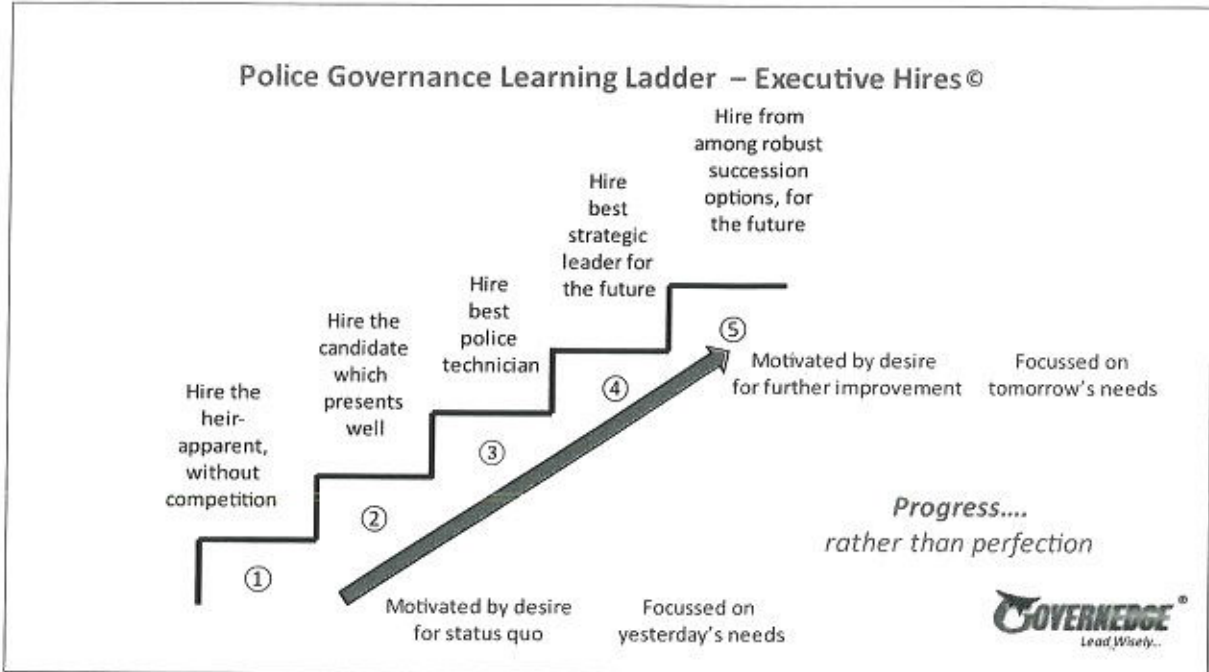 Police Governance Learning Ladder – Executive Hires©
Hire from
among robust
succession
options, for
the future
Hire
best
strategic
leader for
the future
Hire
best
police
technician
Hire the
candidate
which
presents
well
Hire the
heir-
apparent,
without
competition
①
②
③
④
⑤
Motivated by desire
for further improvement
Focussed on
tomorrow's needs
Progress....
rather than perfection
Motivated by desire
for status quo
Focussed on
yesterday's needs
GOVERNEDGE®
Lead Wisely...